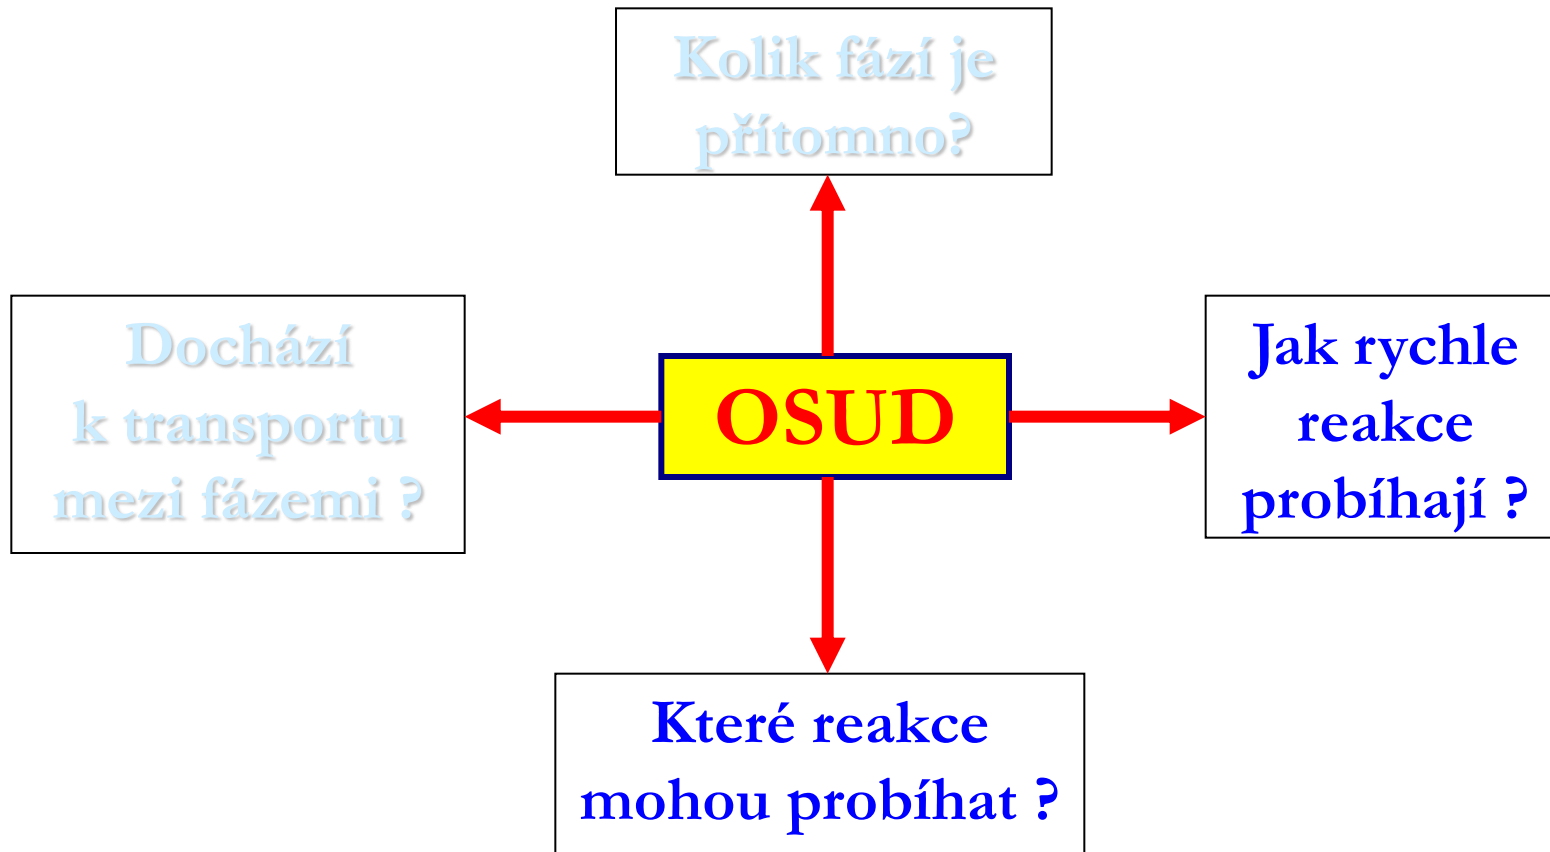 Kolik fází je
přítomno?
Dochází
k transportu
mezi fázemi ?
OSUD
Jak rychle
reakce
probíhají ?
Které reakce
mohou probíhat ?